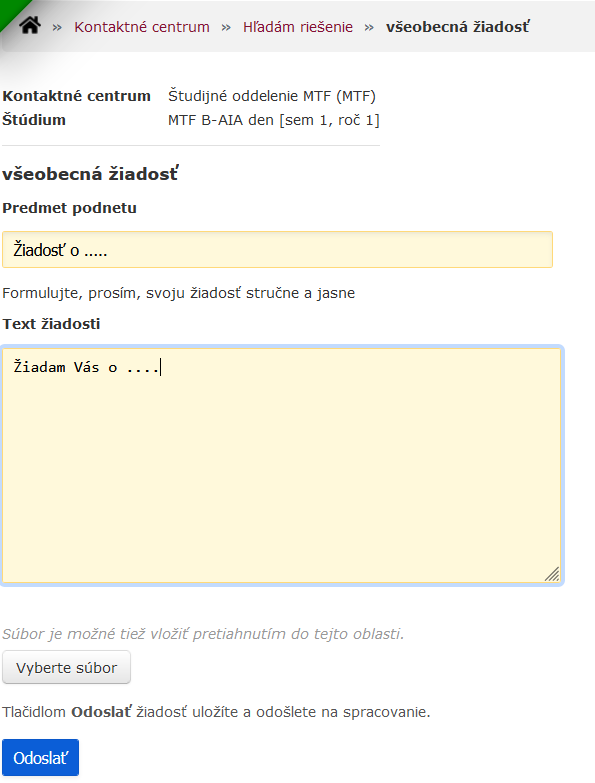 » Kontaktné centrum » Hľadám riešenie » všeobecná žiadosť
Kontaktné centrum Študijné oddelenie MTF (MTF)
Štúdium MTF B-AIA den [sem 1, roč 1]
všeobecná žiadosť
Predmet podnetu
Žiadosť o .....
Formulujte, prosím, svoju žiadosť stručne a jasne
Text žiadosti
Žiadam Vás o ....
Súbor je možné tiež vložiť pretiahnutím do tejto oblasti.
Vyberte súbor
Tlačidlom Odoslať žiadosť uložíte a odošlete na spracovanie.
Odoslať